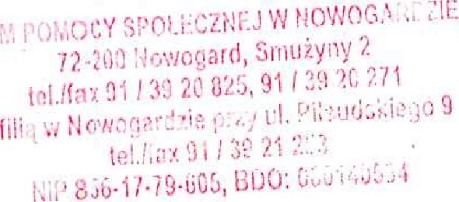 M POMOCY SPOŁECZNEJ W NOWOGARDZIE
72-200 Nowogard, Smużyny 2
tel./fax 91 / 39 20 825, 91 / 39 20 271
filią w Nowogardzie przy ul. Piłsudskiego 9
tel./fax 91 / 39 21
NIP 856-17-79-605, BDO: